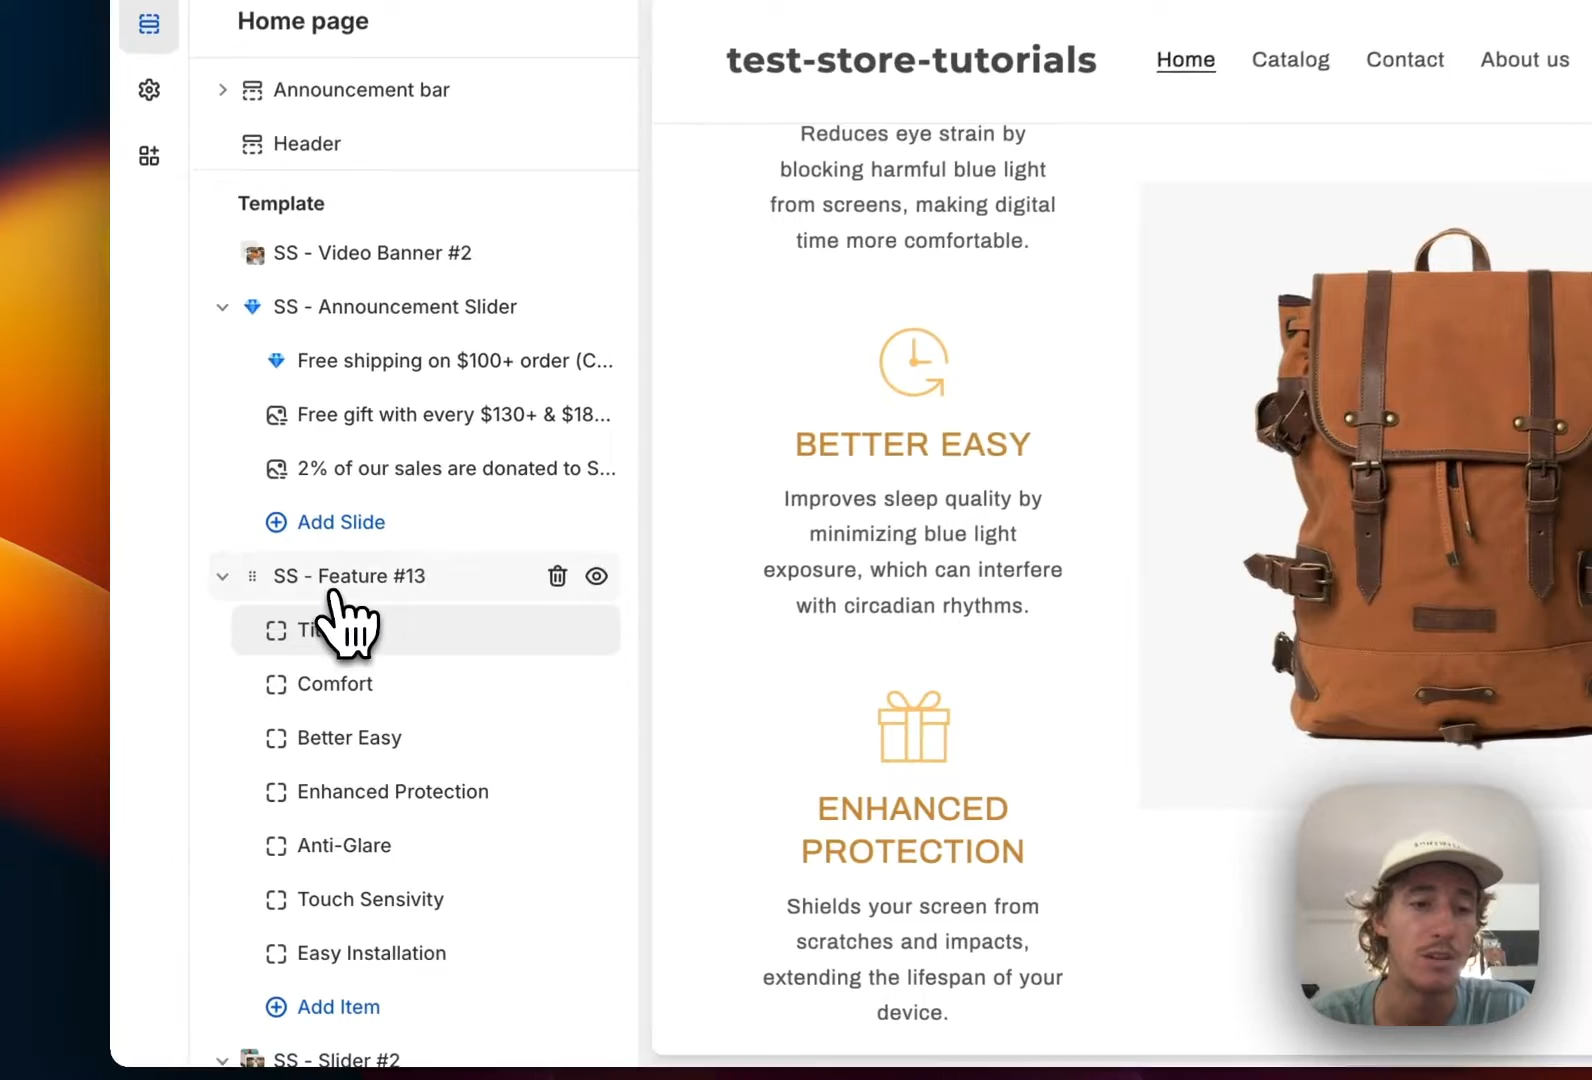 Home page
Announcement bar
Header
Template
SS - Video Banner #2
SS - Announcement Slider
Free shipping on $100+ order (C...
Free gift with every $130+ & $18...
2% of our sales are donated to S...
Add Slide
SS - Feature #13
Comfort
Better Easy
Enhanced Protection
Anti-Glare
Touch Sensivity
Easy Installation
Add Item
SS - Slider #2
test-store-tutorials
Home
Catalog
Contact
About us
Reduces eye strain by
blocking harmful blue light
from screens, making digital
time more comfortable.
BETTER EASY
Improves sleep quality by
minimizing blue light
exposure, which can interfere
with circadian rhythms.
ENHANCED
PROTECTION
Shields your screen from
scratches and impacts,
extending the lifespan of your
device.